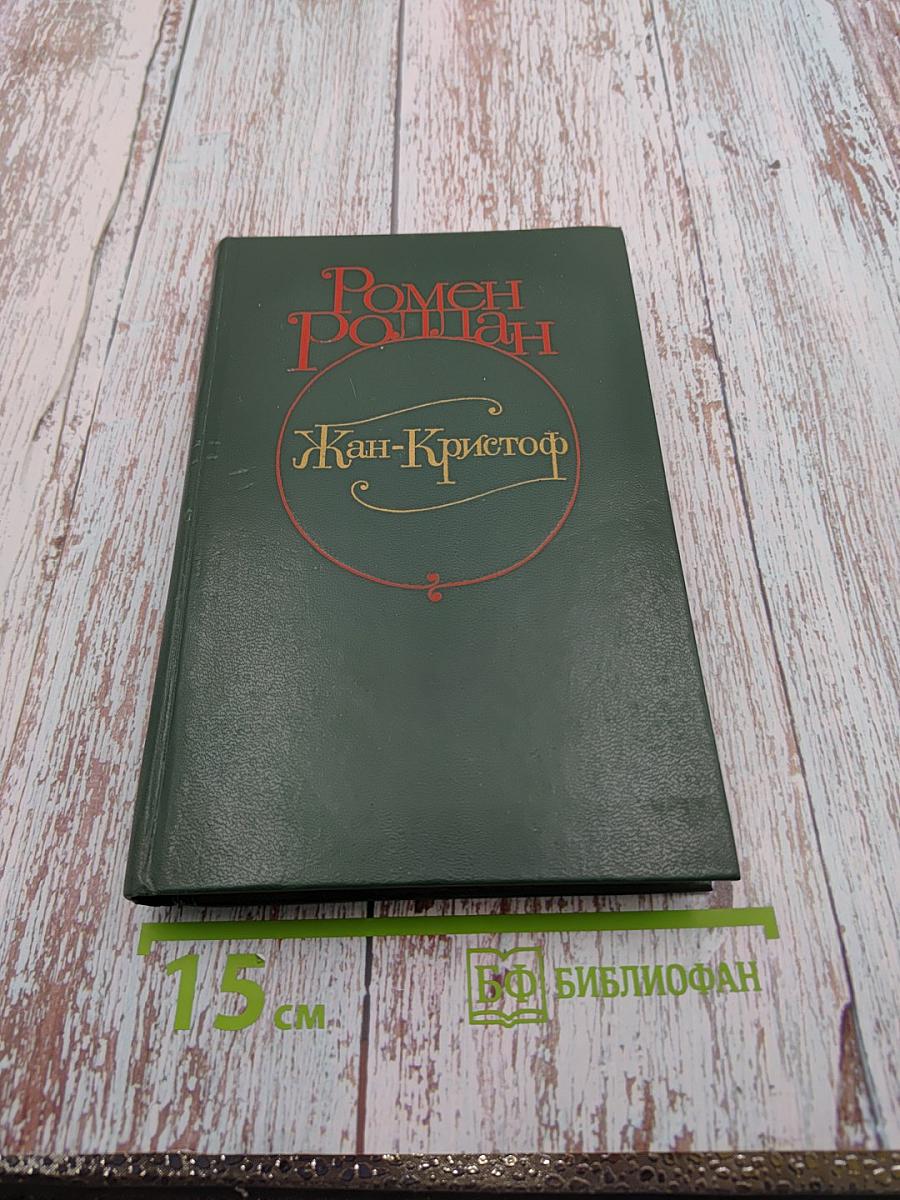 Ромен
Роллан
Жан-Кристоф
15 см
БФ БИБЛИОФАН